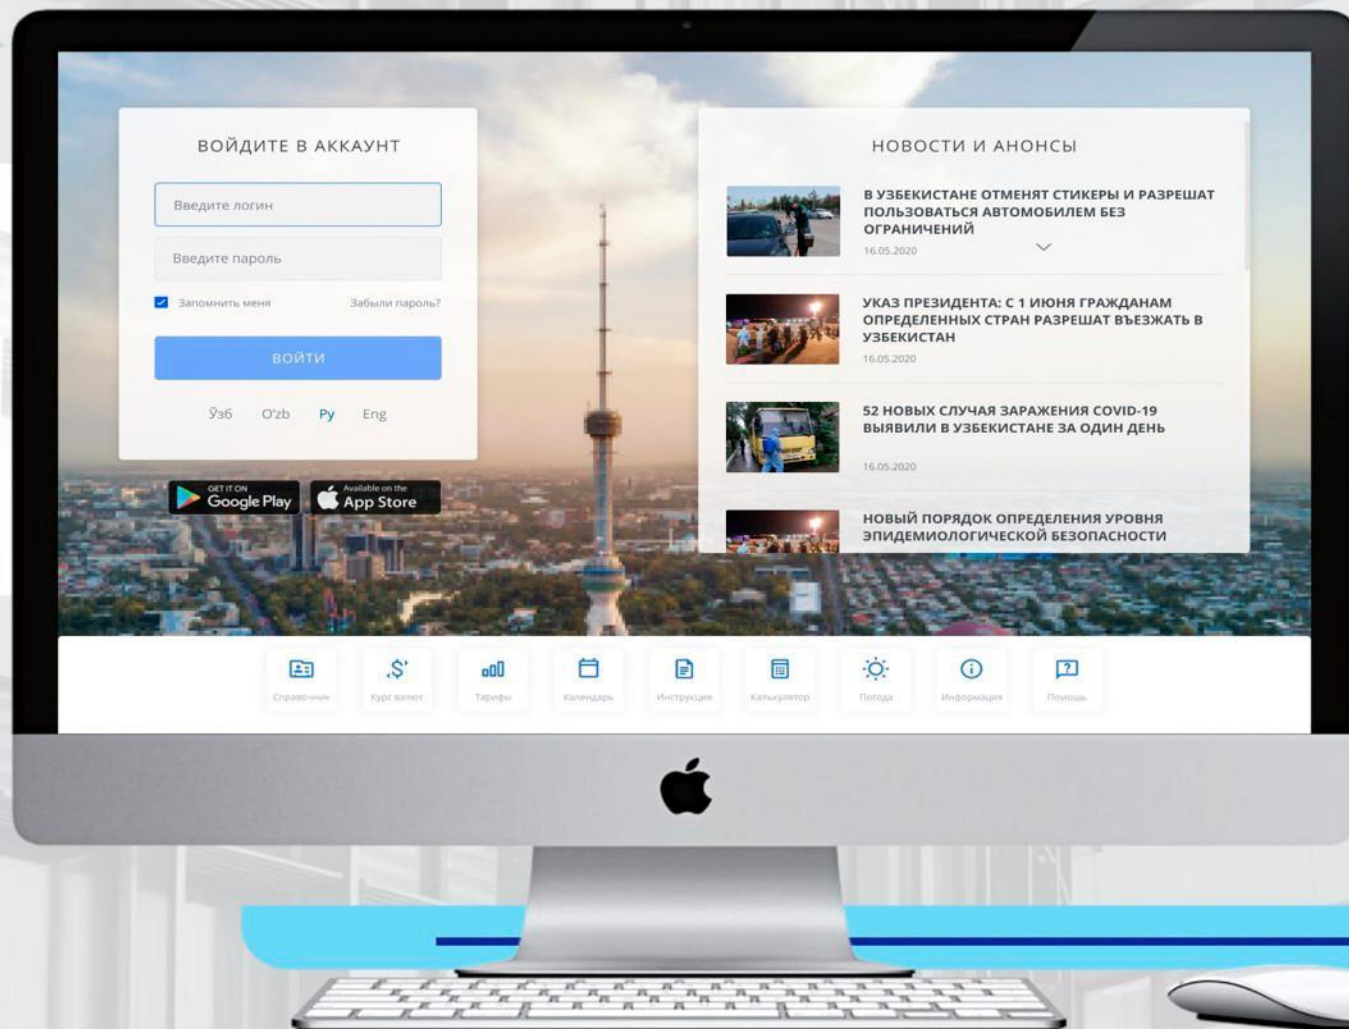 ВОЙДИТЕ В АККАУНТ
Введите логин
Введите пароль
Запомнить меня
Забыли пароль?
ВОЙТИ
Ўзб O'zb Ру Eng
GET IT ON
Google Play
Available on the
App Store
НОВОСТИ И АНОНСЫ
В УЗБЕКИСТАНЕ ОТМЕНЯТ СТИКЕРЫ И РАЗРЕШАТ
ПОЛЬЗОВАТЬСЯ АВТОМОБИЛЕМ БЕЗ
ОГРАНИЧЕНИЙ
16.05.2020
УКАЗ ПРЕЗИДЕНТА: С 1 ИЮНЯ ГРАЖДАНАМ
ОПРЕДЕЛЕННЫХ СТРАН РАЗРЕШАТ ВЪЕЗЖАТЬ В
УЗБЕКИСТАН
16.05.2020
52 НОВЫХ СЛУЧАЯ ЗАРАЖЕНИЯ COVID-19
ВЫЯВИЛИ В УЗБЕКИСТАНЕ ЗА ОДИН ДЕНЬ
16.05.2020
НОВЫЙ ПОРЯДОК ОПРЕДЕЛЕНИЯ УРОВНЯ
ЭПИДЕМИОЛОГИЧЕСКОЙ БЕЗОПАСНОСТИ
Справочник
Курс валют
Тарифы
Календарь
Инструкция
Калькулятор
Погода
Информация
Помощь